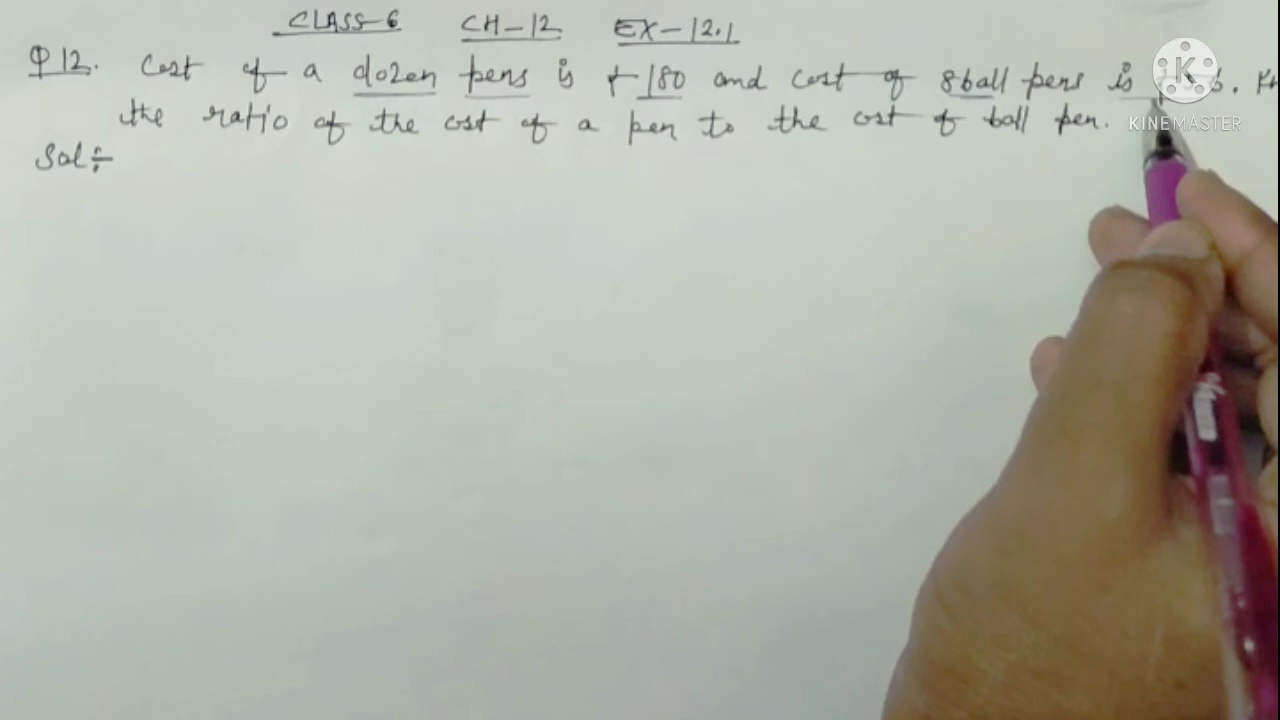 CLASS-6 CH-12 EX-12.1
Q12. Cost of a dozen pens is ₹ 180 and cost of 8 ball pens is
the ratio of the cost of a pen to the cost of ball pen.
Sol÷
K
KINEMASTER